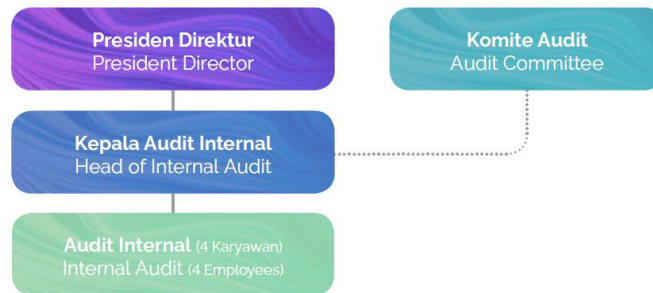 Presiden Direktur
President Director
Komite Audit
Audit Committee
Kepala Audit Internal
Head of Internal Audit
Audit Internal (4 Karyawan)
Internal Audit (4 Employees)